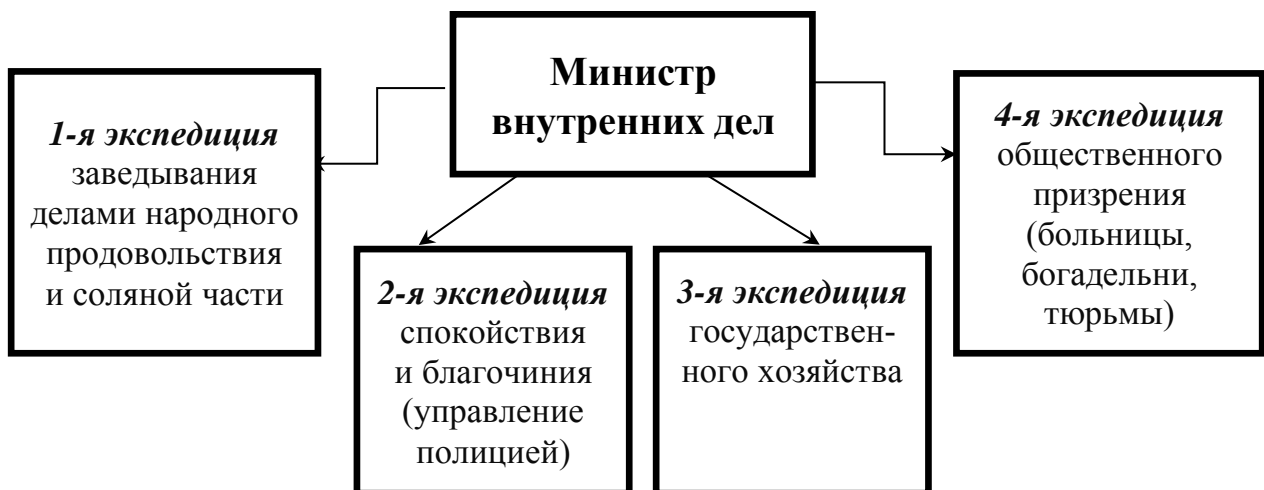 Министр
внутренних дел
1-я экспедиция
заведывания
делами народного
продовольствия
и соляной части
2-я экспедиция
спокойствия
и благочиния
(управление
полицией)
3-я экспедиция
государствен-
ного хозяйства
4-я экспедиция
общественного
призрения
(больницы,
богадельни,
тюрьмы)